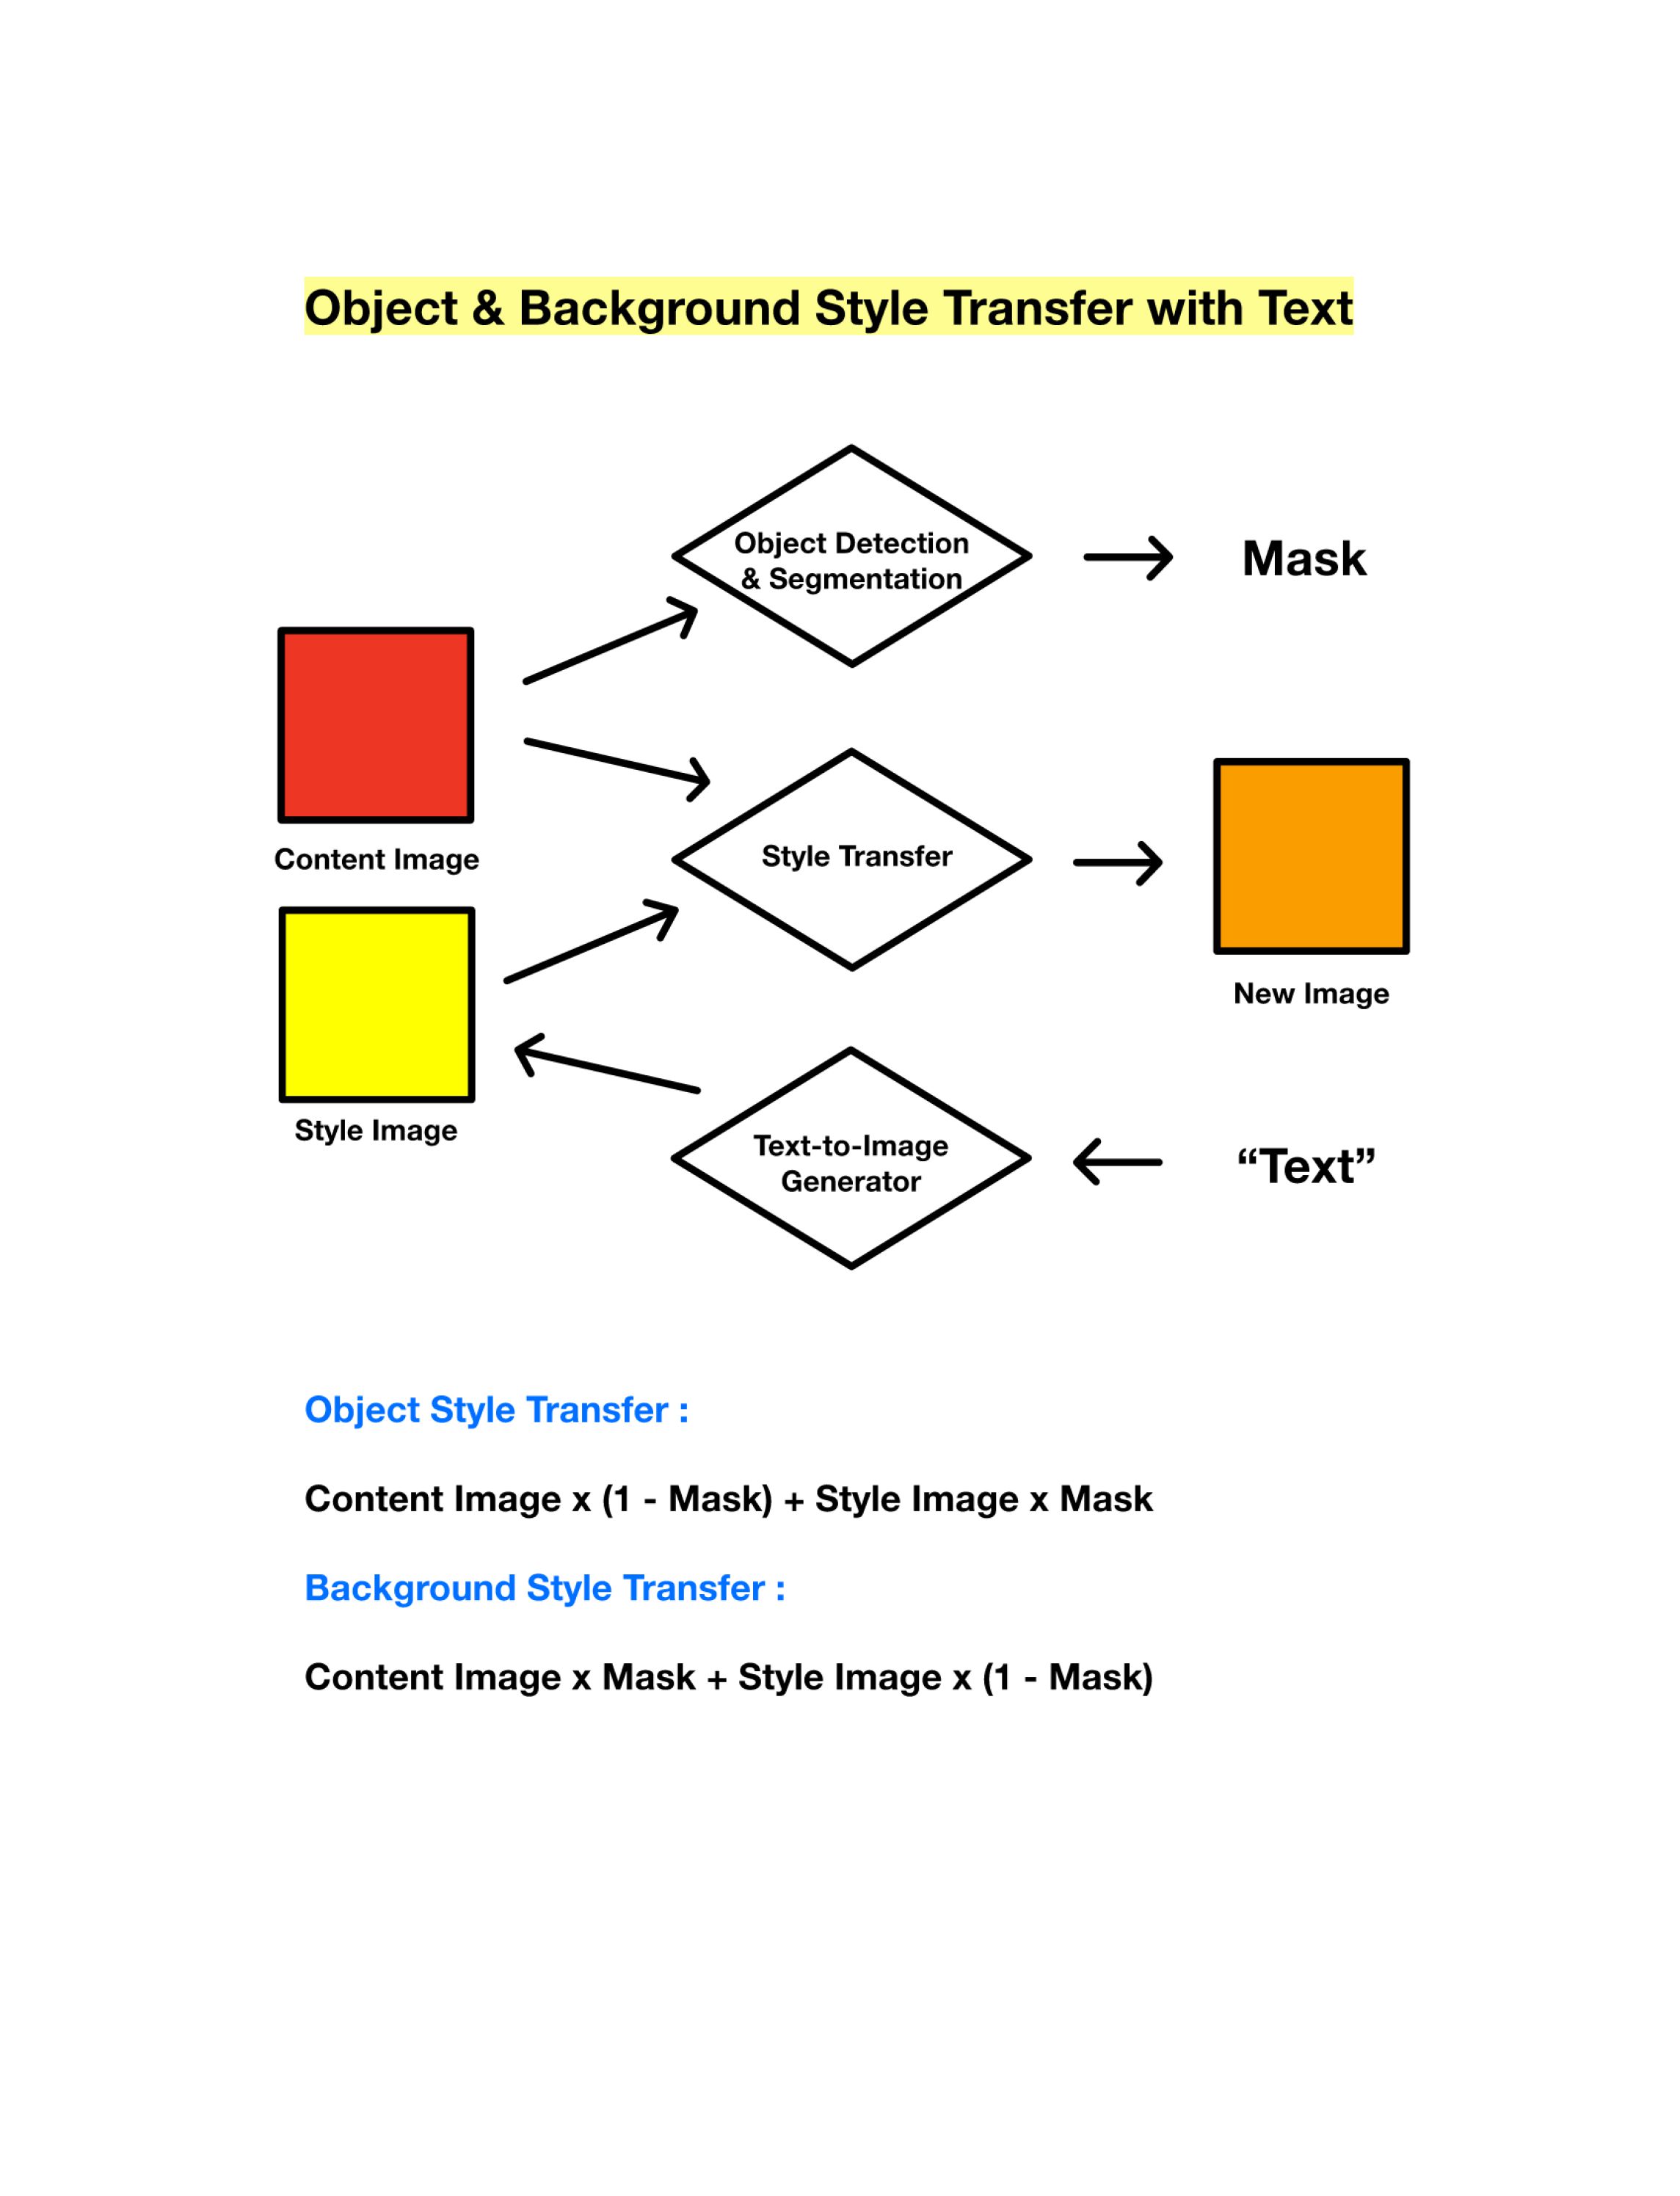 Object & Background Style Transfer with Text
Object Detection
& Segmentation
Mask
Content Image
Style Transfer
New Image
Style Image
Text-to-Image
Generator
“Text”
Object Style Transfer :
Content Image x (1 - Mask) + Style Image x Mask
Background Style Transfer :
Content Image x Mask + Style Image x (1 - Mask)